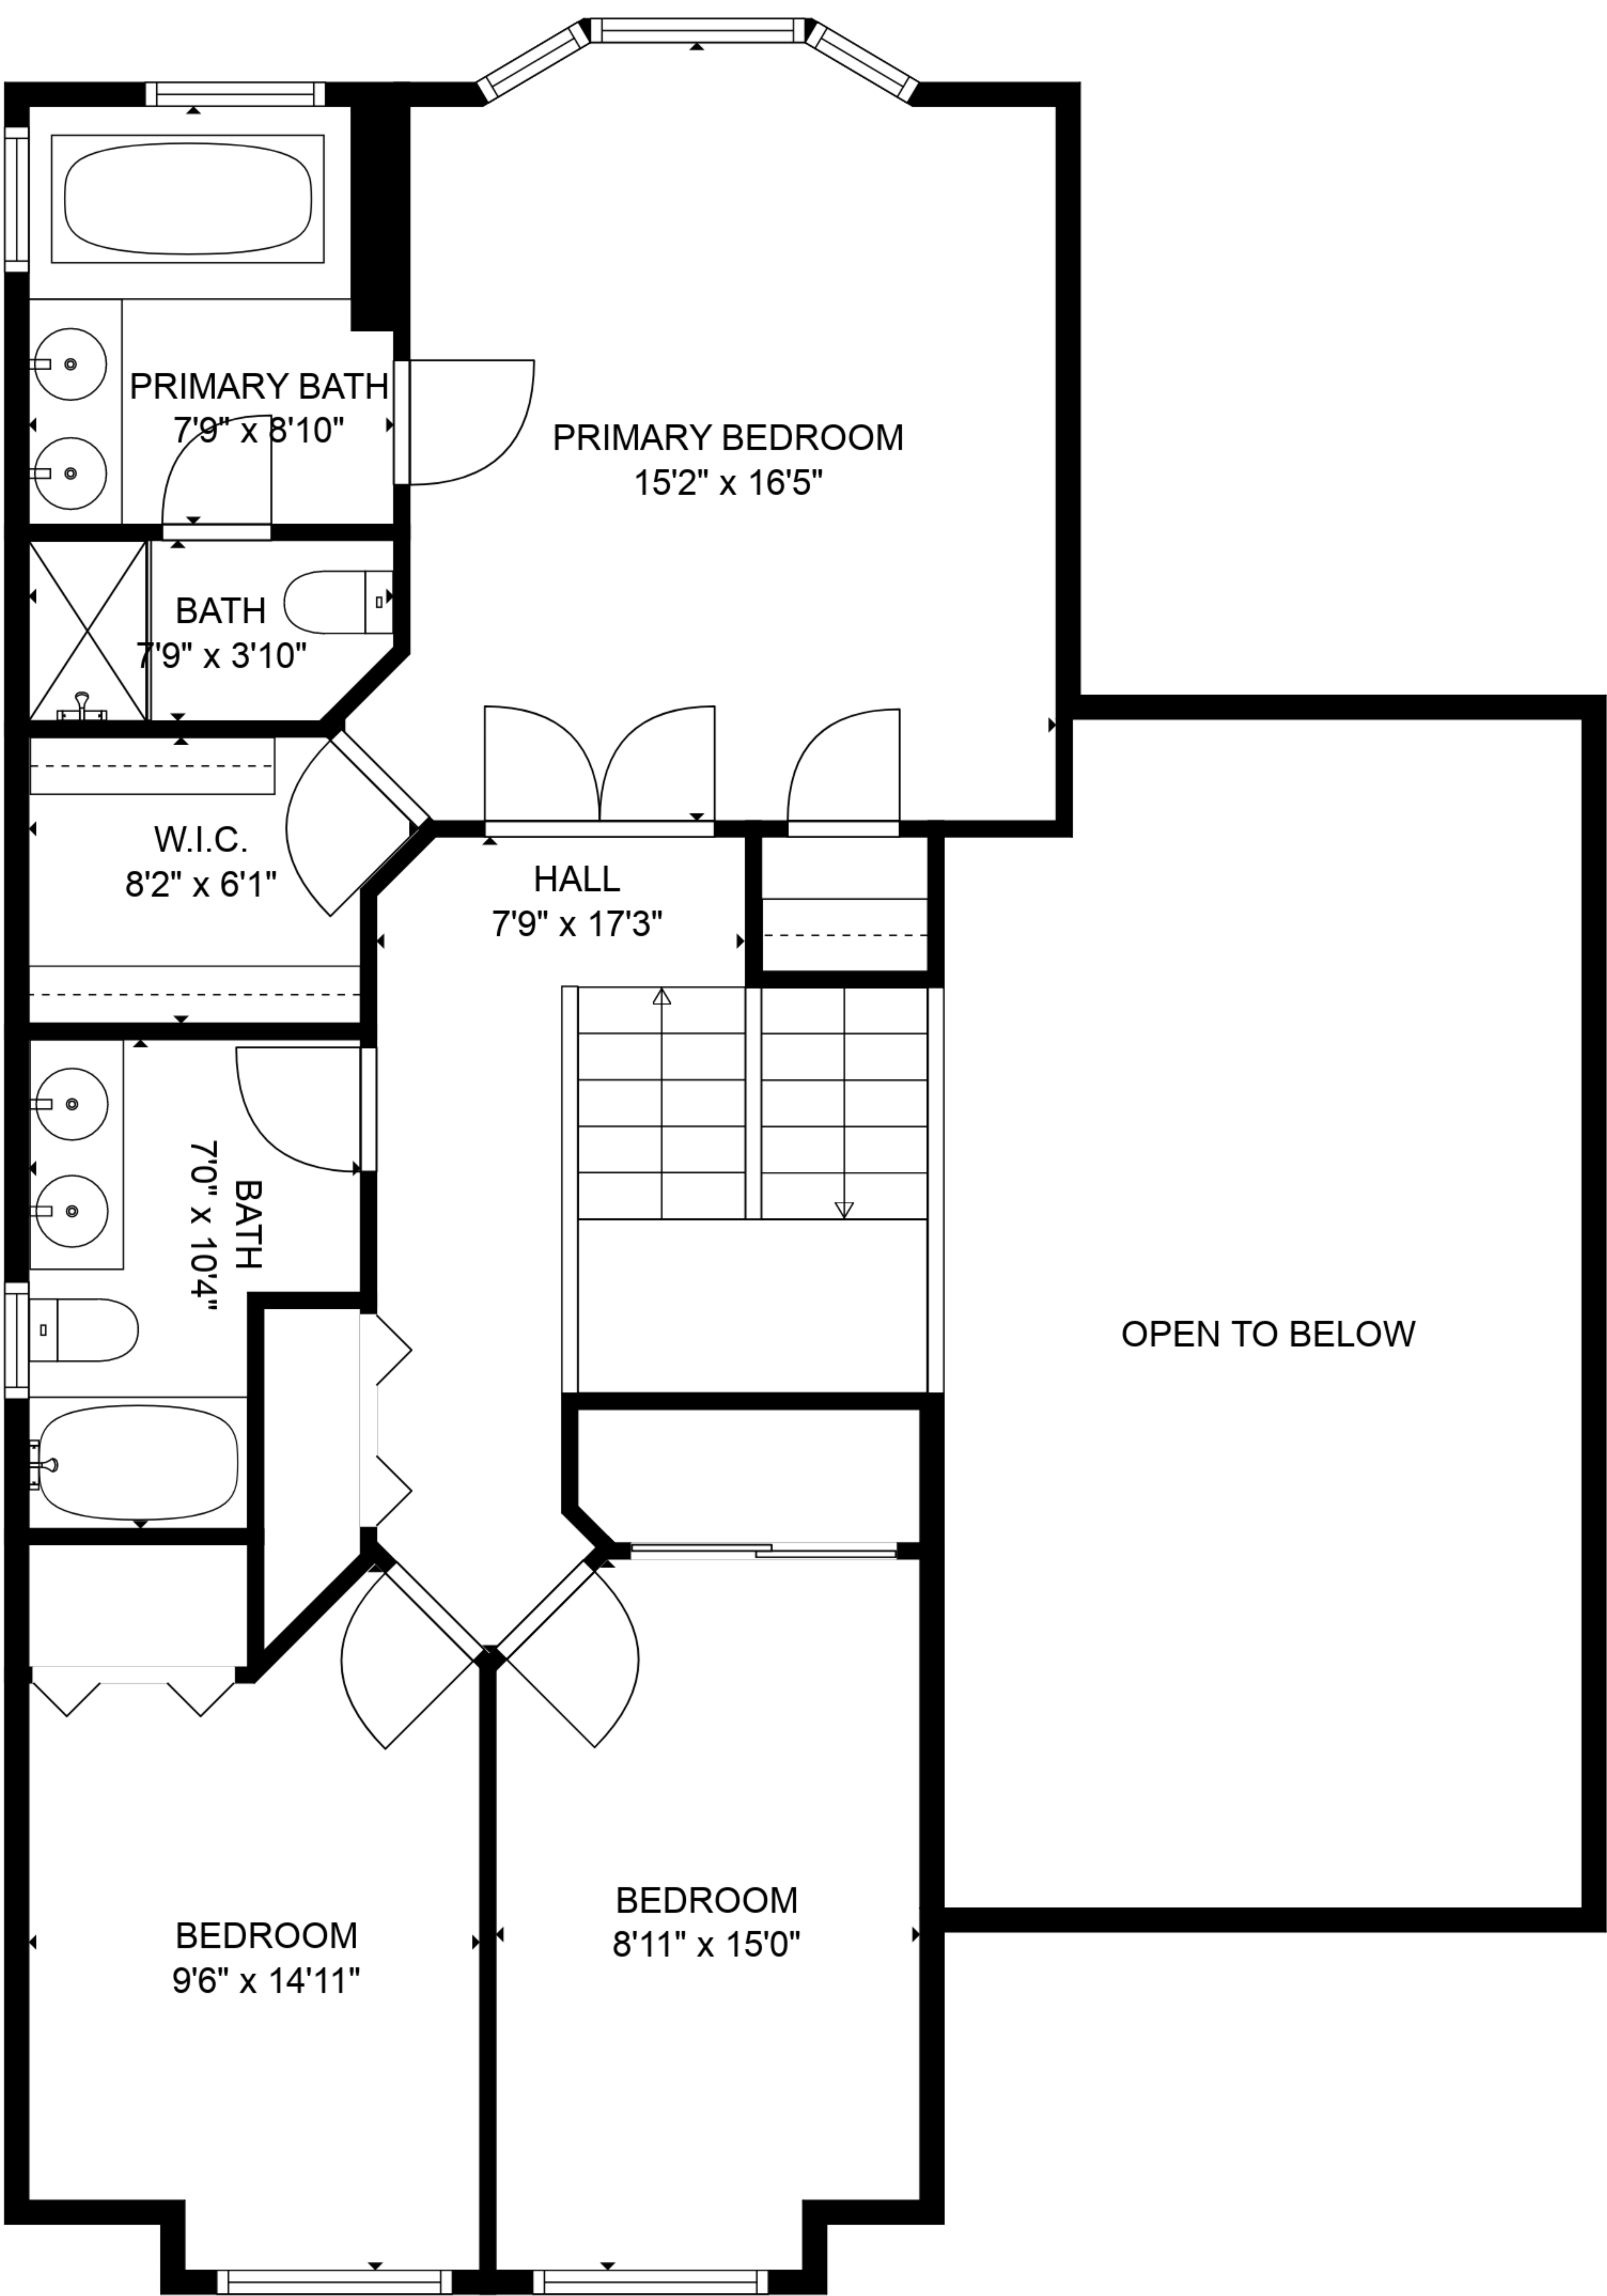 PRIMARY BATH
7'9" x 8'10"
PRIMARY BEDROOM
15'2" x 16'5"
BATH
7'9" x 3'10"
W.I.C.
8'2" x 6'1"
HALL
7'9" x 17'3"
BATH
7'0" x 10'4"
OPEN TO BELOW
BEDROOM
9'6" x 14'11"
BEDROOM
8'11" x 15'0"